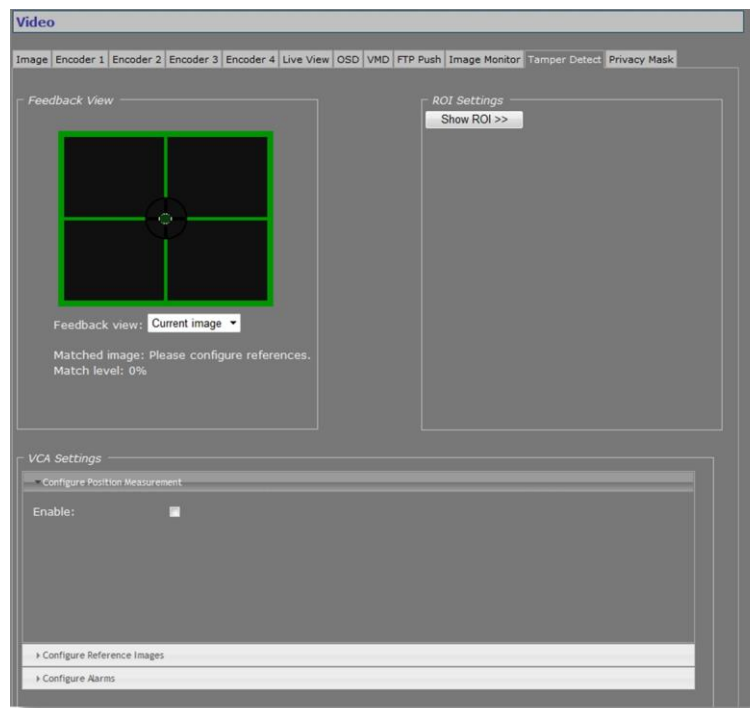 Video
Image Encoder 1 Encoder 2 Encoder 3 Encoder 4 Live View OSD VMD FTP Push Image Monitor Tamper Detect Privacy Mask
Feedback View
ROI Settings
Show ROI >>
Feedback view: Current image
Matched image: Please configure references.
Match level: 0%
VCA Settings
Configure Position Measurement
Enable:
Configure Reference Images
Configure Alarms